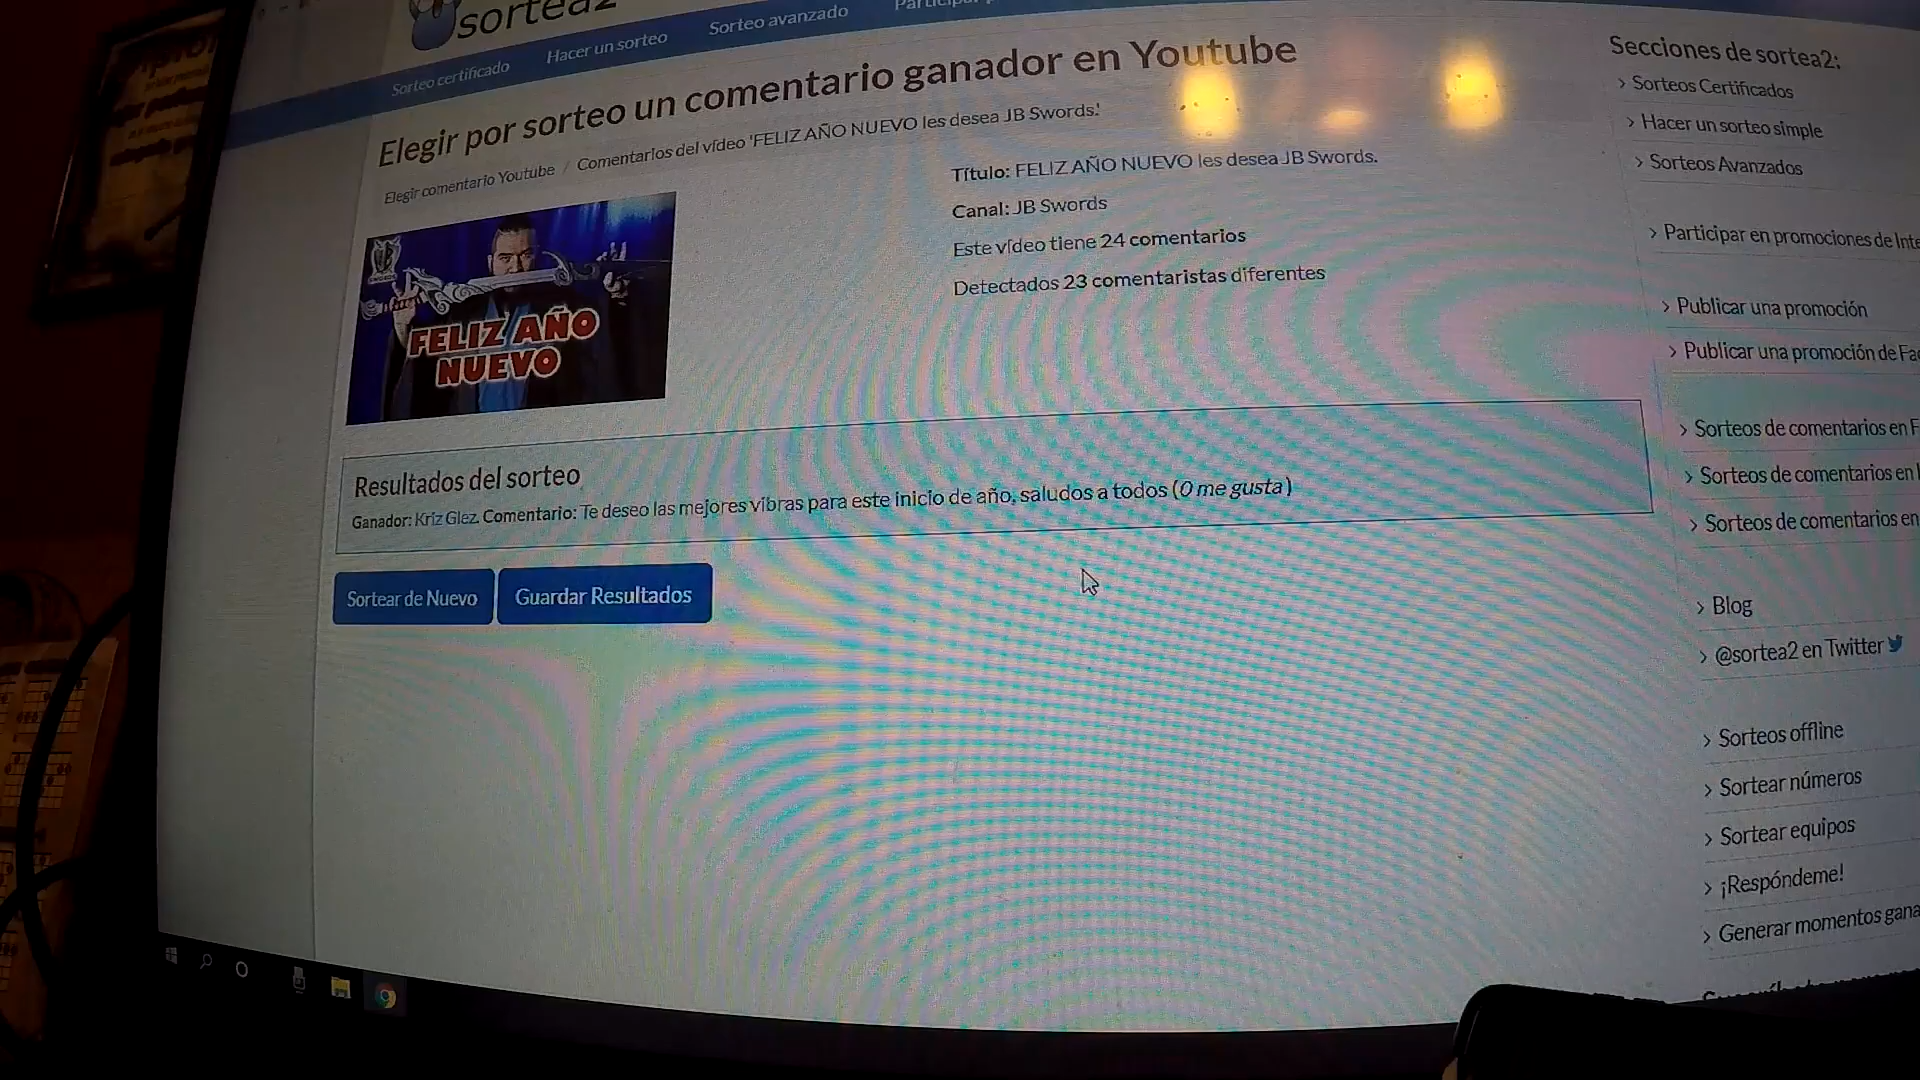 sortea2
Sorteo certificado
Hacer un sorteo
Sorteo avanzado
Elegir por sorteo un comentario ganador en Youtube
Elegir comentario Youtube / Comentarios del vídeo 'FELIZ AÑO NUEVO les desea JB Swords.'
FELIZ AÑO
NUEVO
Título: FELIZ AÑO NUEVO les desea JB Swords.
Canal: JB Swords
Este vídeo tiene 24 comentarios
Detectados 23 comentaristas diferentes
Resultados del sorteo
Ganador: Kriz Glez. Comentario: Te deseo las mejores vibras para este inicio de año, saludos a todos (0 me gusta)
Sortear de Nuevo
Guardar Resultados
Secciones de sortea2:
> Sorteos Certificados
> Hacer un sorteo simple
> Sorteos Avanzados
> Participar en promociones de Inte
> Publicar una promoción
> Publicar una promoción de Fa
> Sorteos de comentarios en F
> Sorteos de comentarios en I
> Sorteos de comentarios en
> Blog
> @sortea2 en Twitter
> Sorteos offline
> Sortear números
> Sortear equipos
> ¡Respóndeme!
> Generar momentos gana